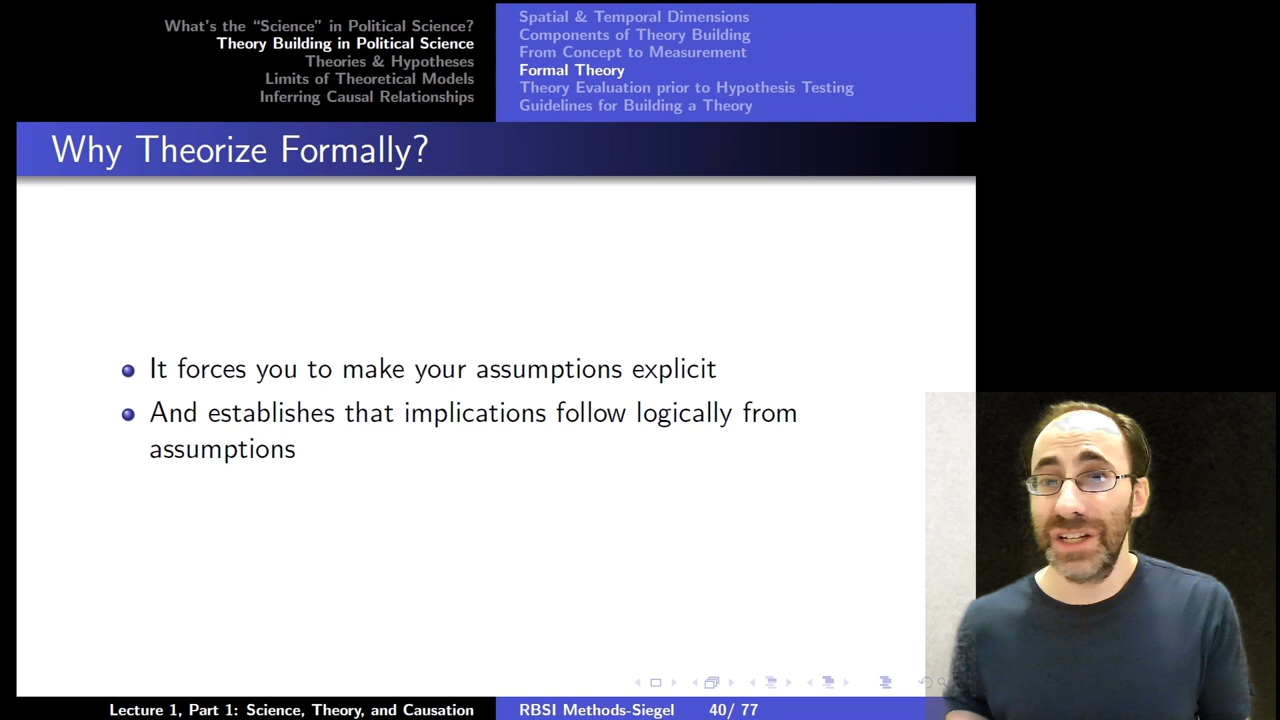 What's the “Science” in Political Science?
Theory Building in Political Science
Theories & Hypotheses
Limits of Theoretical Models
Inferring Causal Relationships
Spatial & Temporal Dimensions
Components of Theory Building
From Concept to Measurement
Formal Theory
Theory Evaluation prior to Hypothesis Testing
Guidelines for Building a Theory
Why Theorize Formally?
It forces you to make your assumptions explicit
And establishes that implications follow logically from
assumptions
Lecture 1, Part 1: Science, Theory, and Causation
RBSI Methods-Siegel
40/ 77